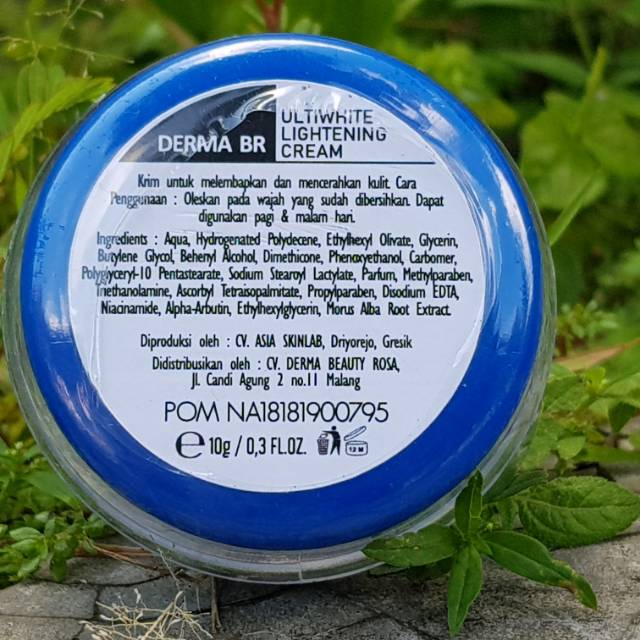 DERMA BR
ULTIWHITE
LIGHTENING
CREAM
Krim untuk melembapkan dan mencerahkan kulit. Cara
Penggunaan : Oleskan pada wajah yang sudah dibersihkan. Dapat
digunakan pagi & malam hari.
Ingredients : Aqua, Hydrogenated Polydecene, Ethylhexyl Olivate, Glycerin,
Butylene Glycol, Behenyl Alcohol, Dimethicone, Phenoxyethanol, Carbomer,
Polyglyceryl-10 Pentastearate, Sodium Stearoyl Lactylate, Parfum, Methylparaben,
Triethanolamine, Ascorbyl Tetraisopalmitate, Propylparaben, Disodium EDTA,
Niacinamide, Alpha-Arbutin, Ethylhexylglycerin, Morus Alba Root Extract.
Diproduksi oleh : CV. ASIA SKINLAB, Driyorejo, Gresik
Didistribusikan oleh : CV. DERMA BEAUTY ROSA,
Jl. Candi Agung 2 no.11 Malang
POM NA18181900795
e 10g / 0,3 FL.OZ. 12 M